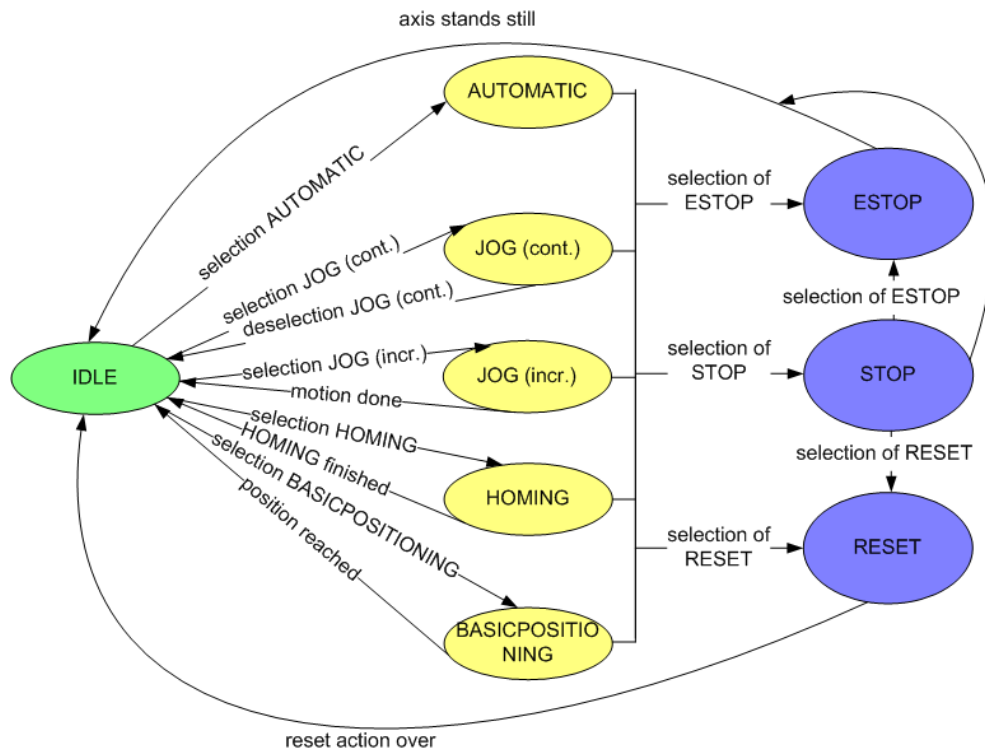 axis stands still
AUTOMATIC
selection AUTOMATIC
selection of
ESTOP
ESTOP
JOG (cont.)
selection JOG (cont.)
deselection JOG (cont.)
selection of ESTOP
IDLE
selection JOG (incr.)
JOG (incr.)
motion done
selection of
STOP
STOP
selection HOMING
HOMING finished
HOMING
selection of RESET
selection BASICPOSITIONING
position reached
selection of
RESET
RESET
BASICPOSITIO
NING
reset action over